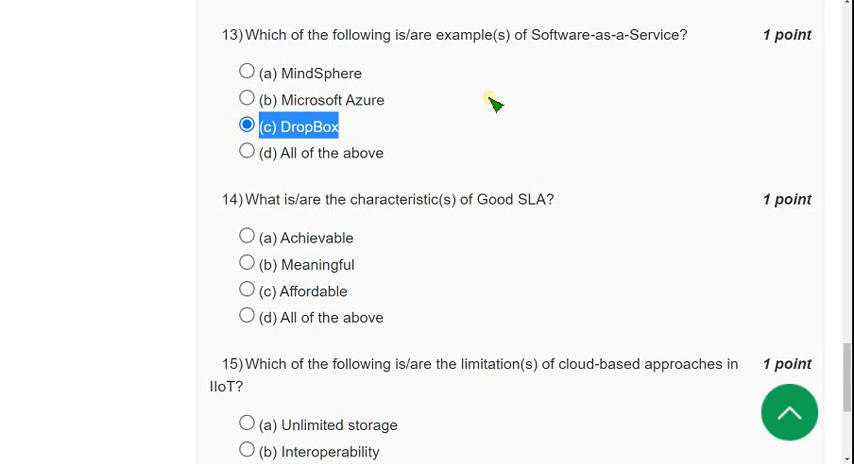 13) Which of the following is/are example(s) of Software-as-a-Service? 1 point
(a) MindSphere
(b) Microsoft Azure
(c) DropBox
(d) All of the above
14) What is/are the characteristic(s) of Good SLA? 1 point
(a) Achievable
(b) Meaningful
(c) Affordable
(d) All of the above
15) Which of the following is/are the limitation(s) of cloud-based approaches in 1 point
IIoT?
(a) Unlimited storage
(b) Interoperability